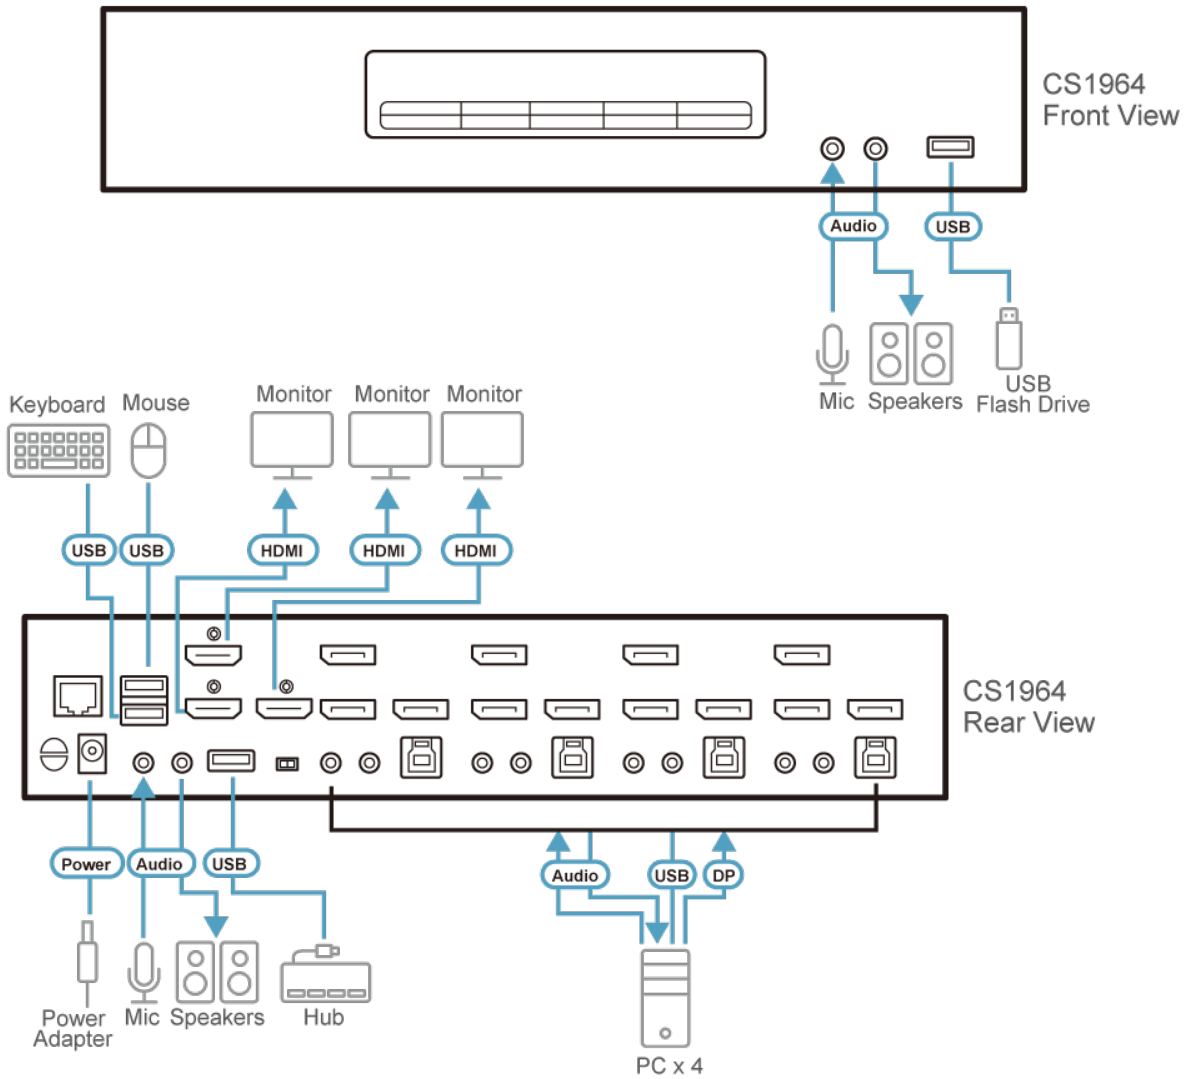 CS1964
Front View
Audio
USB
Mic
Speakers
USB
Flash Drive
Keyboard
Mouse
Monitor
Monitor
Monitor
USB
USB
HDMI
HDMI
HDMI
CS1964
Rear View
Power
Audio
USB
Audio
USB
DP
Power
Adapter
Mic
Speakers
Hub
PC x 4